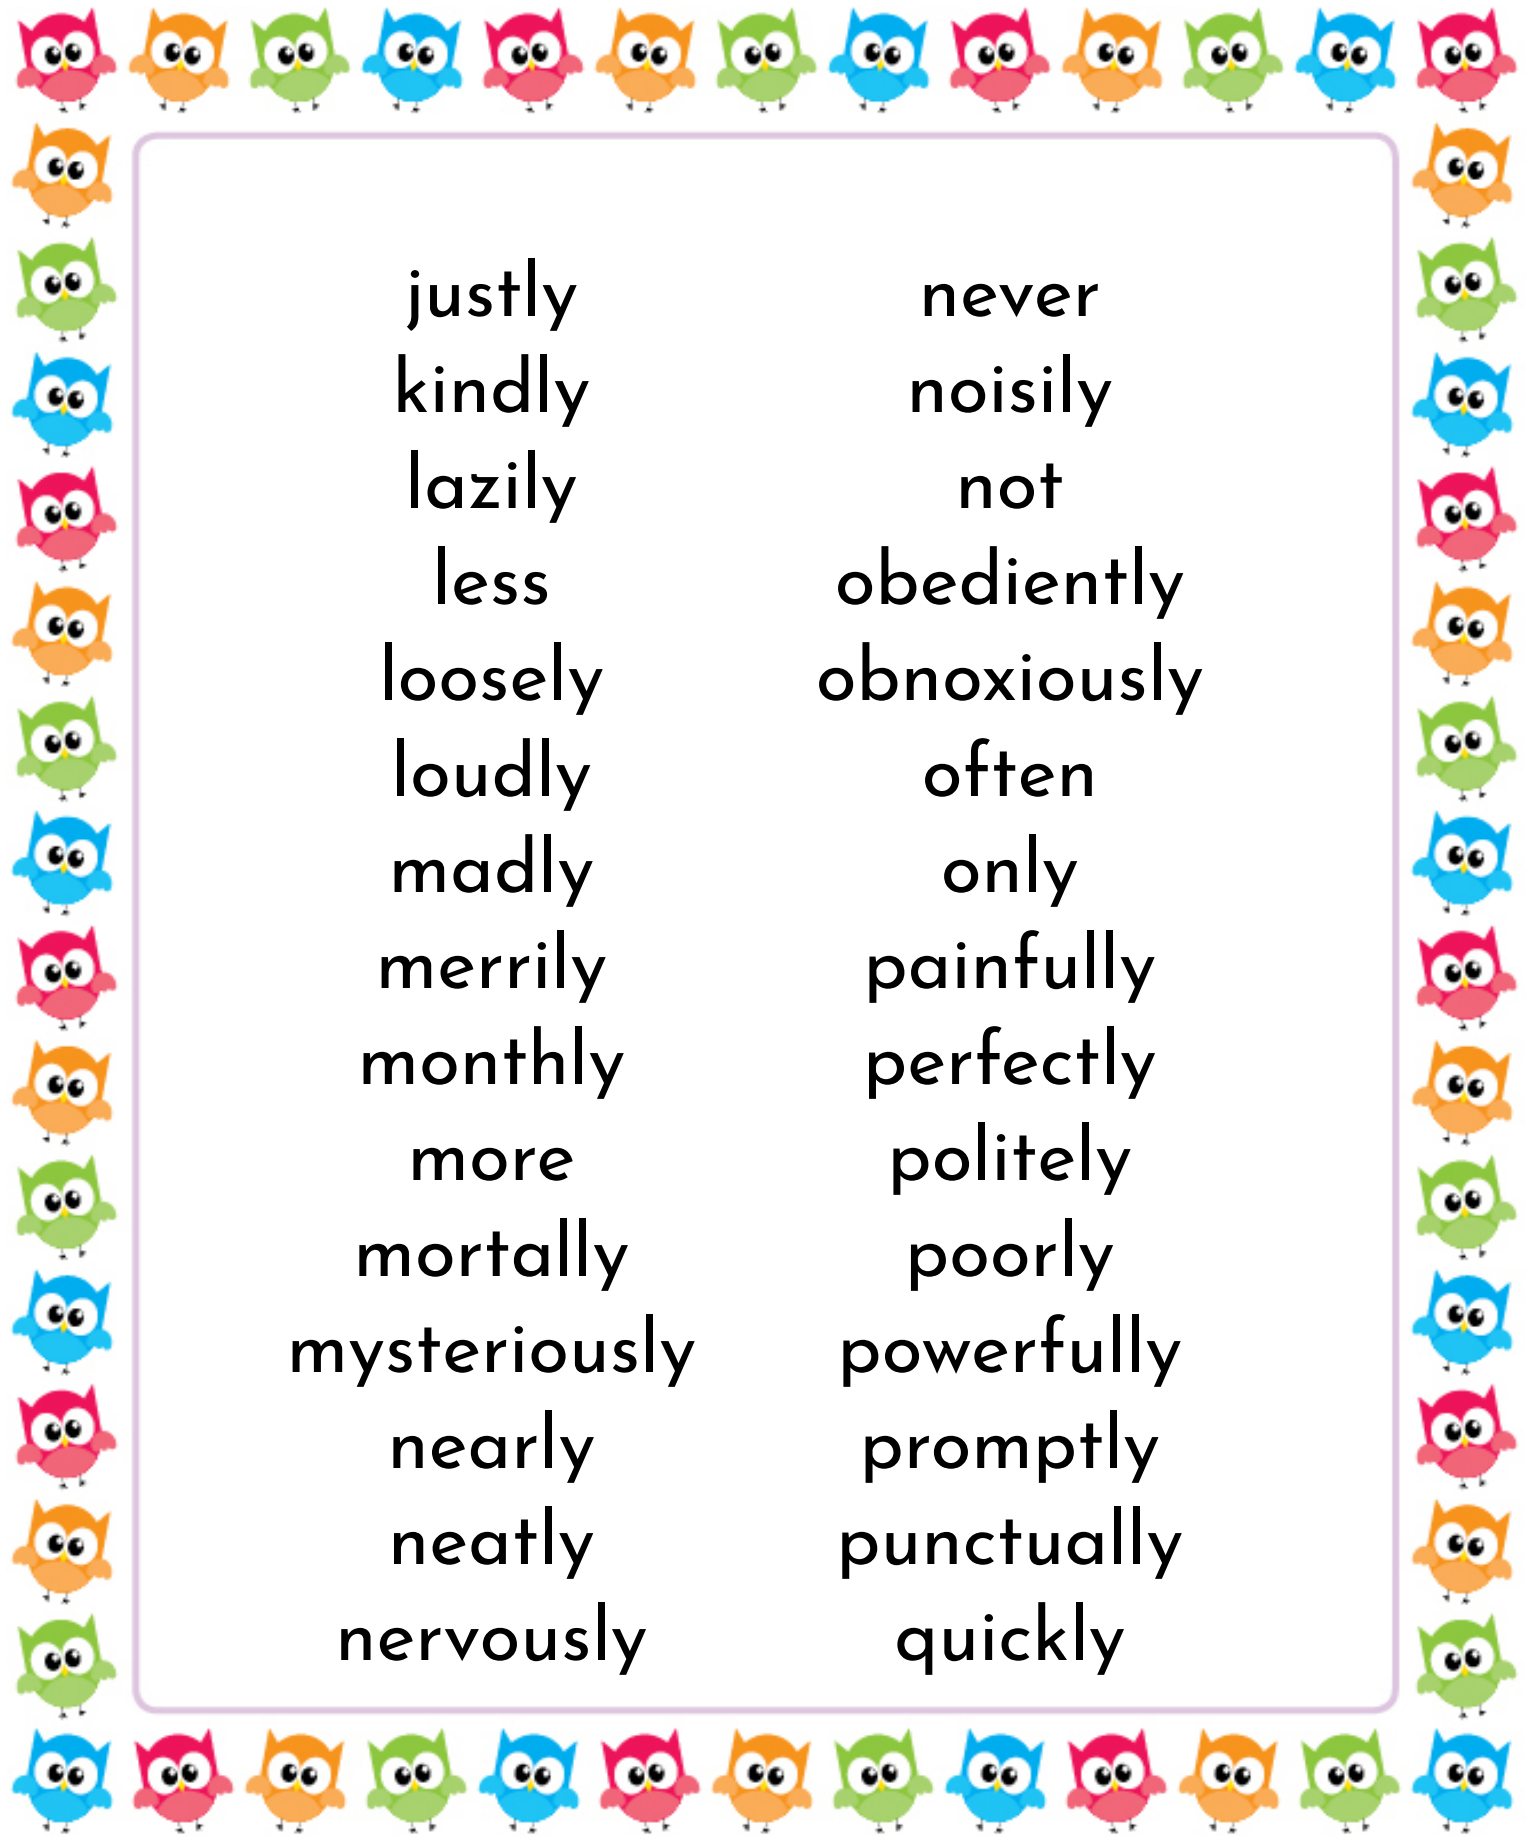 justly
kindly
lazily
less
loosely
loudly
madly
merrily
monthly
more
mortally
mysteriously
nearly
neatly
nervously
never
noisily
not
obediently
obnoxiously
often
only
painfully
perfectly
politely
poorly
powerfully
promptly
punctually
quickly